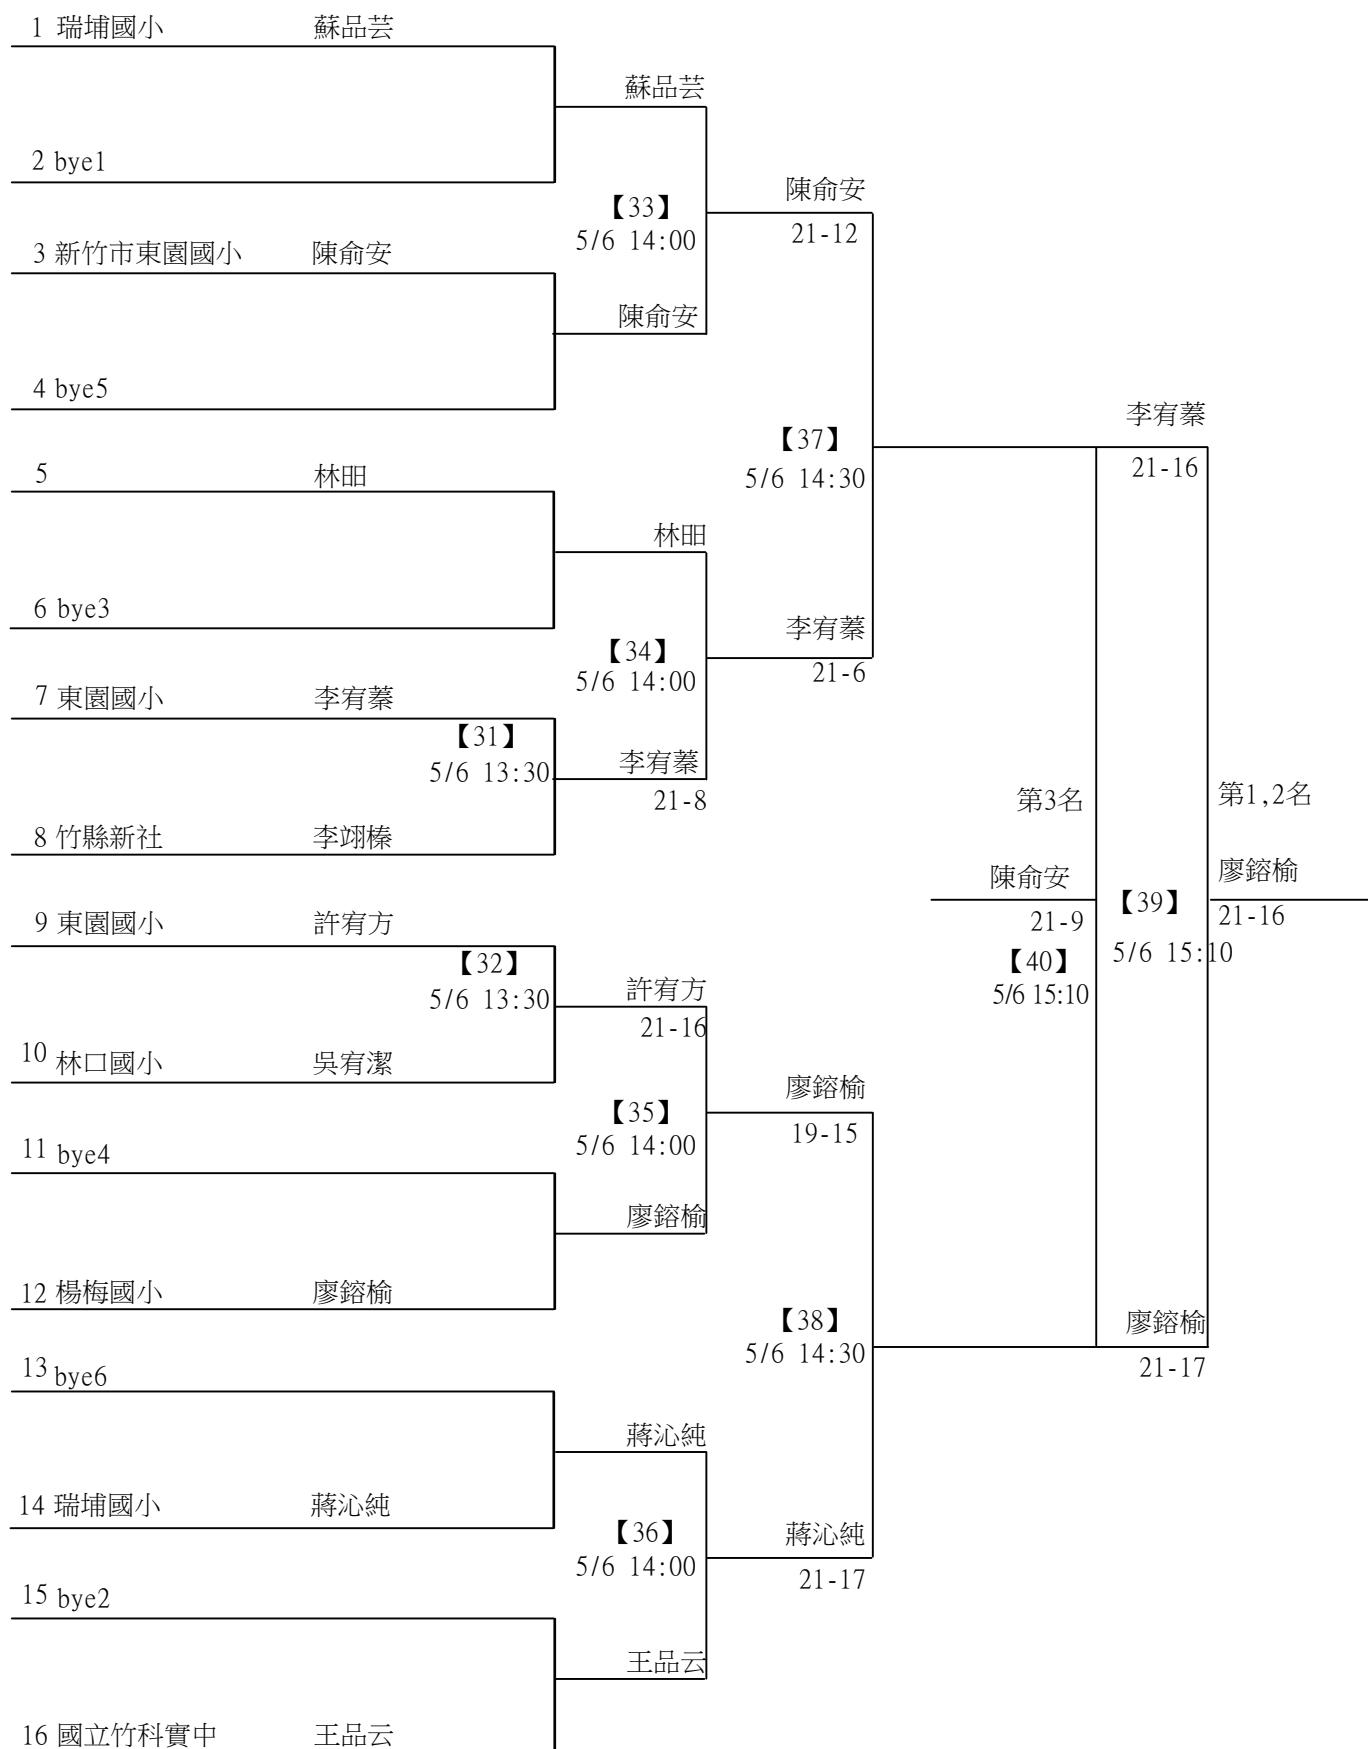 1 瑞埔國小 蘇品芸
蘇品芸
2 bye1
陳俞安
【33】
21-12
5/6 14:00
3 新竹市東園國小 陳俞安
陳俞安
4 bye5
李宥蓁
【37】
21-16
5/6 14:30
5 林昍
林昍
6 bye3
李宥蓁
【34】
21-6
5/6 14:00
7 東園國小 李宥蓁
【31】
5/6 13:30
李宥蓁
21-8
第3名
第1,2名
8 竹縣新社 李翊榛
陳俞安
廖鎔榆
【39】
21-9
21-16
9 東園國小 許宥方
【32】
【40】
5/6 15:10
5/6 13:30
許宥方
5/6 15:10
21-16
10 林口國小 吳宥潔
廖鎔榆
【35】
19-15
5/6 14:00
11 bye4
廖鎔榆
12 楊梅國小 廖鎔榆
【38】
廖鎔榆
5/6 14:30
21-17
13 bye6
蔣沁純
14 瑞埔國小 蔣沁純
【36】
蔣沁純
5/6 14:00
21-17
15 bye2
王品云
16 國立竹科實中 王品云